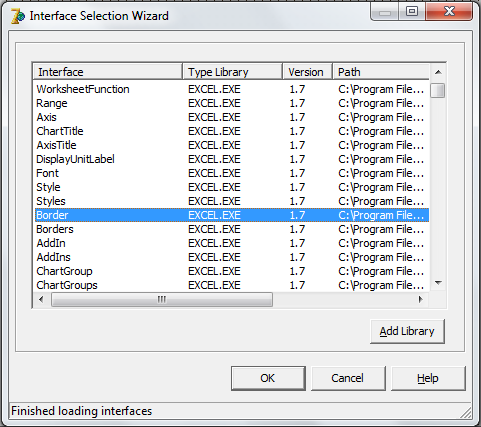 Interface Selection Wizard
Interface Type Library Version Path
WorksheetFunction EXCEL.EXE 1.7 C:\Program File...
Range EXCEL.EXE 1.7 C:\Program File...
Axis EXCEL.EXE 1.7 C:\Program File...
ChartTitle EXCEL.EXE 1.7 C:\Program File...
AxisTitle EXCEL.EXE 1.7 C:\Program File...
DisplayUnitLabel EXCEL.EXE 1.7 C:\Program File...
Font EXCEL.EXE 1.7 C:\Program File...
Style EXCEL.EXE 1.7 C:\Program File...
Styles EXCEL.EXE 1.7 C:\Program File...
Border EXCEL.EXE 1.7 C:\Program File...
Borders EXCEL.EXE 1.7 C:\Program File...
AddIn EXCEL.EXE 1.7 C:\Program File...
AddIns EXCEL.EXE 1.7 C:\Program File...
ChartGroup EXCEL.EXE 1.7 C:\Program File...
ChartGroups EXCEL.EXE 1.7 C:\Program File...
Add Library
OK Cancel Help
Finished loading interfaces